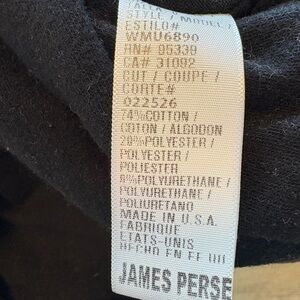 TALLA
STYLE / MODEL /
ESTILO#
WMU6890
RN# 95339
CA# 31092
CUT / COUPE /
CORTE#
022526
74%COTTON /
COTON / ALGODON
20%POLYESTER /
POLYESTER /
POLIESTER
6%POLYURETHANE /
POLYURETHANE /
POLIURETANO
MADE IN U.S.A.
FABRIQUE
ETATS-UNIS
HECHO EN EE UU
JAMES PERSE